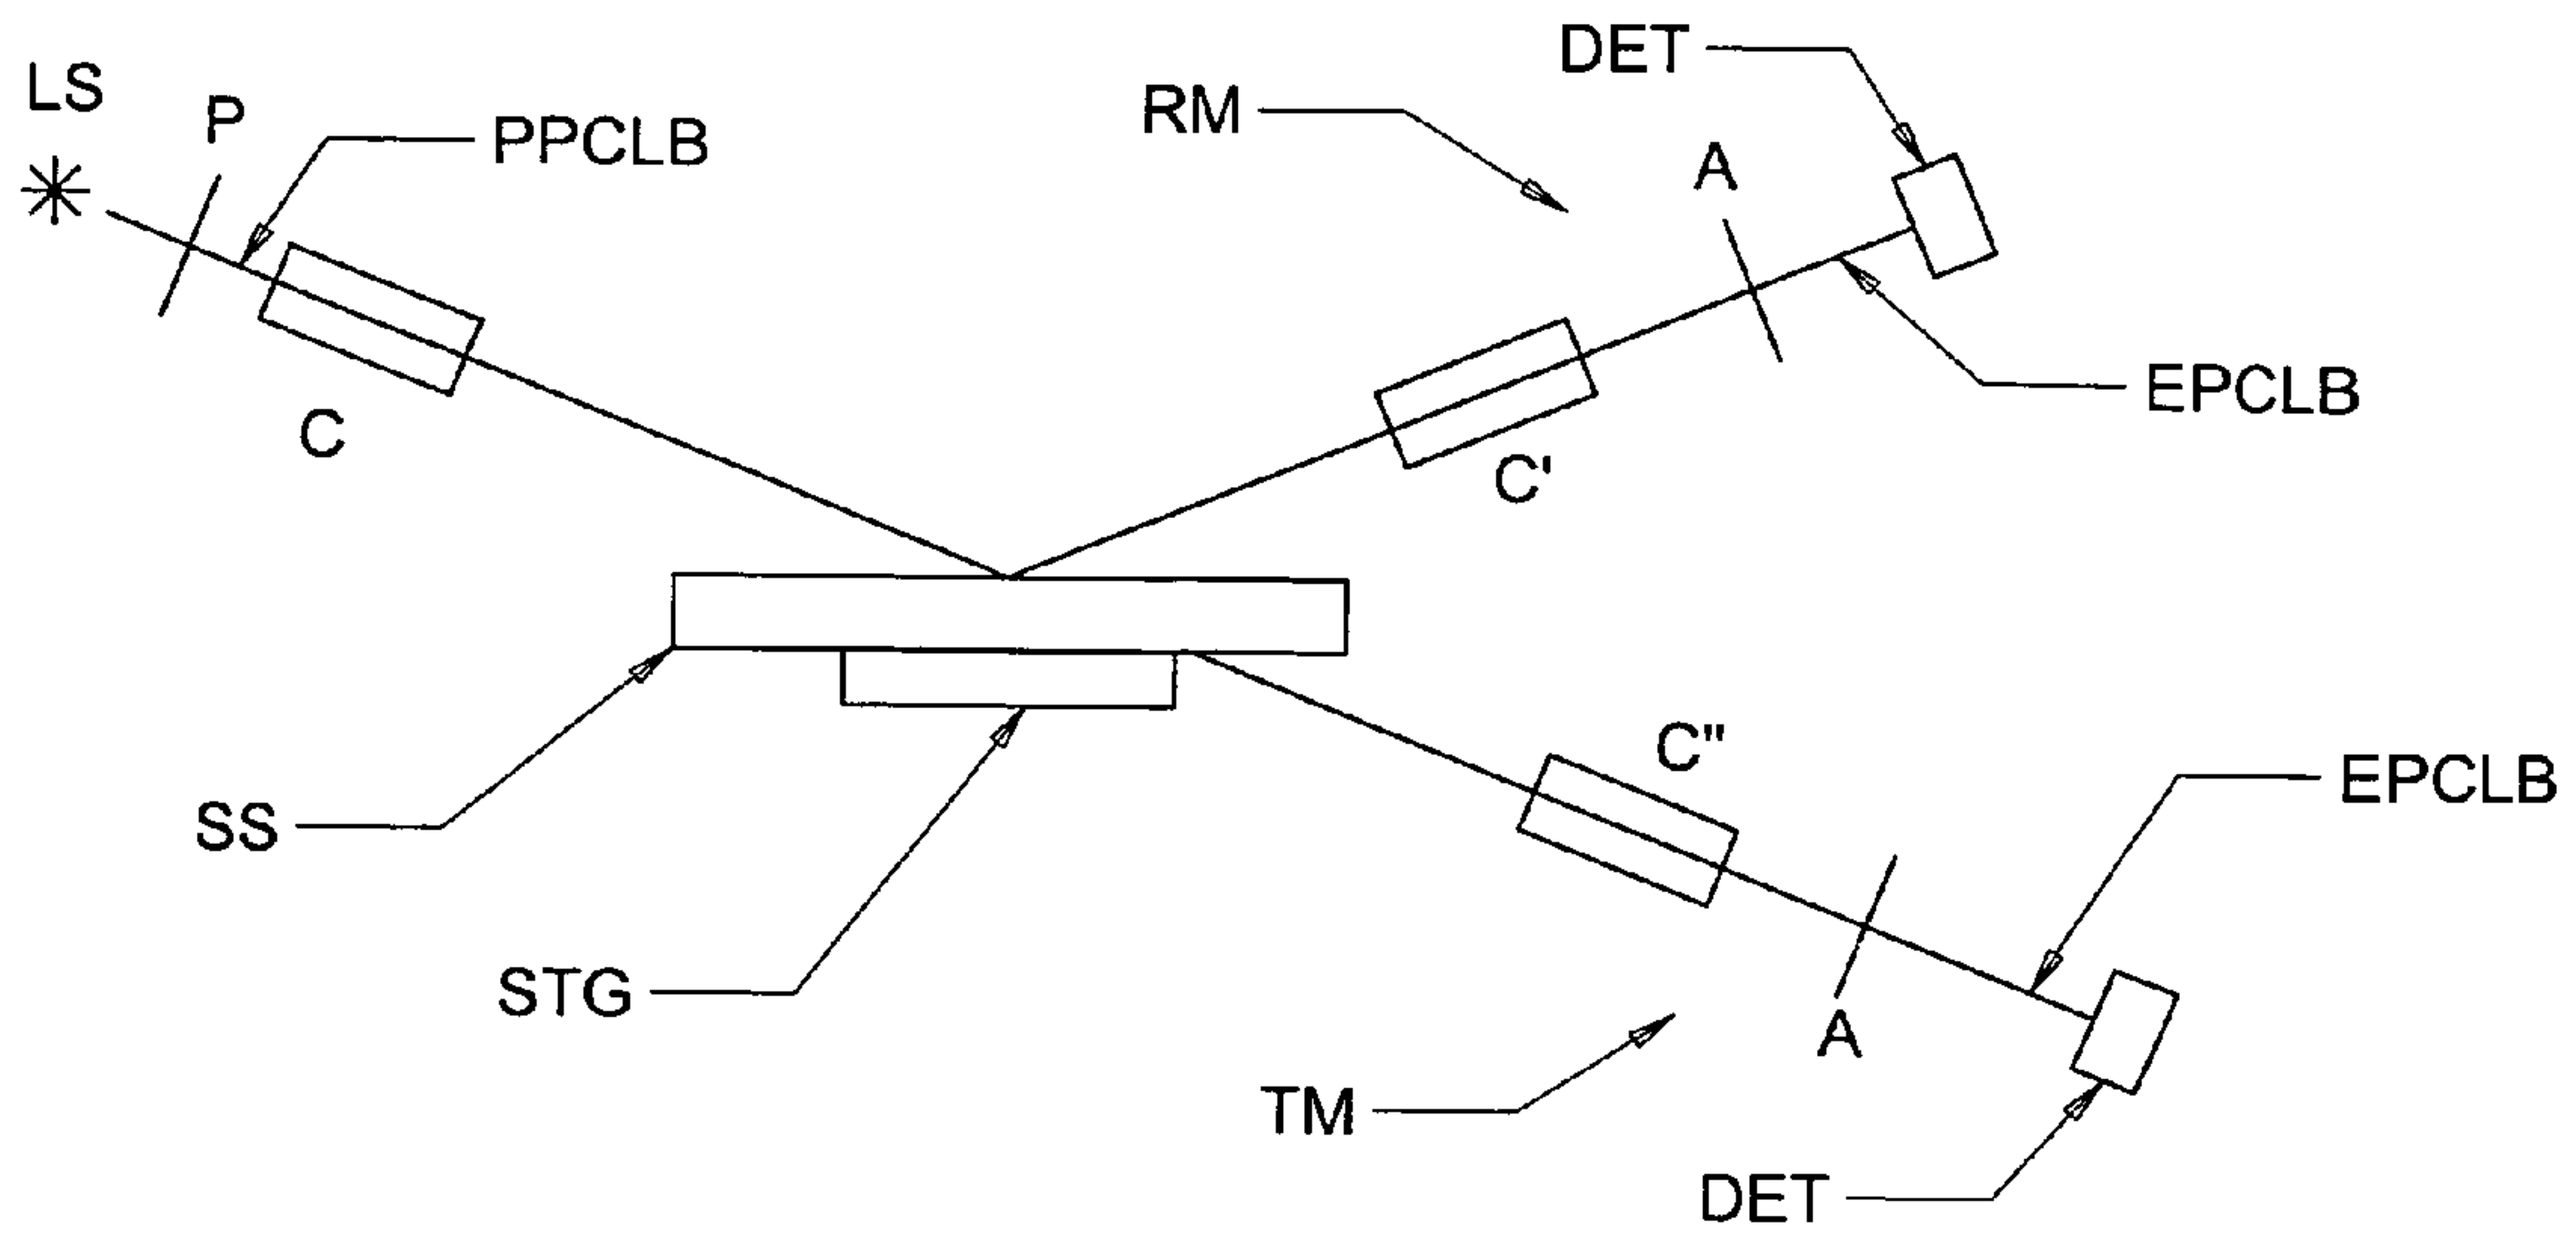 DET
LS
P
RM
PPCLB
A
EPCLB
C
C'
C"
EPCLB
SS
STG
A
TM
DET